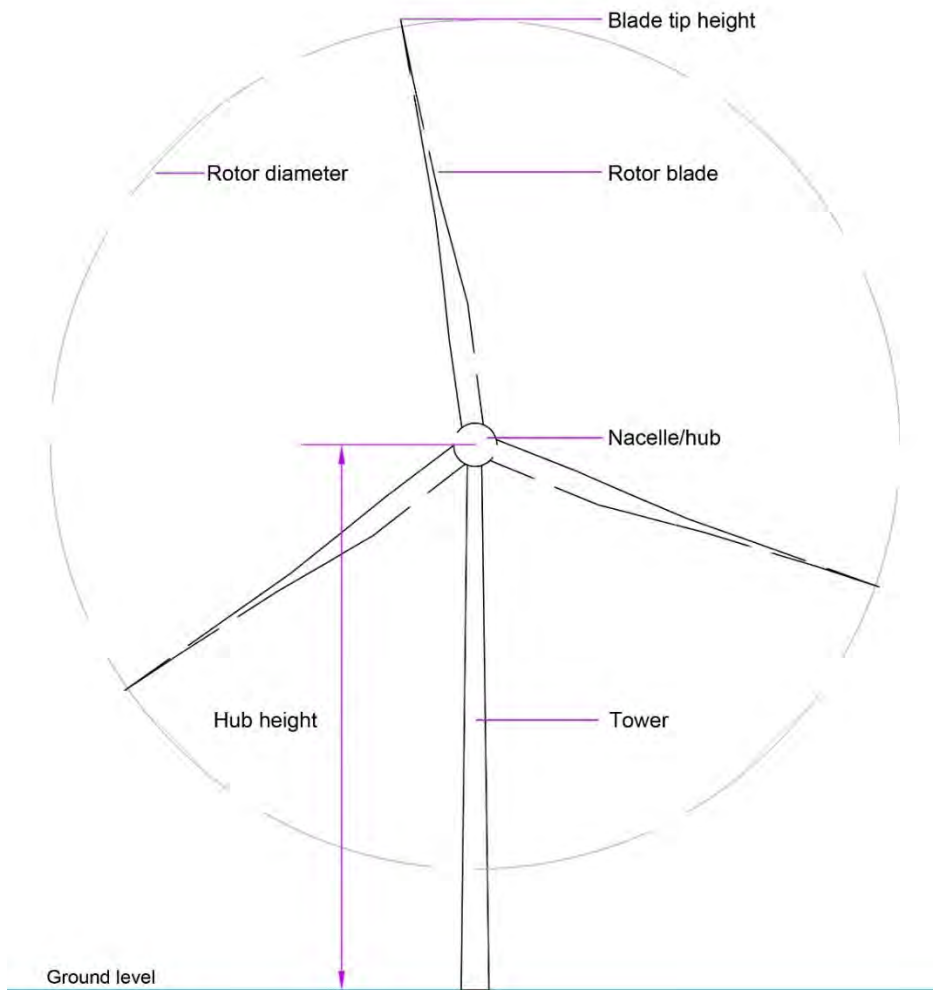 Blade tip height
Rotor diameter
Rotor blade
Nacelle/hub
Hub height
Tower
Ground level